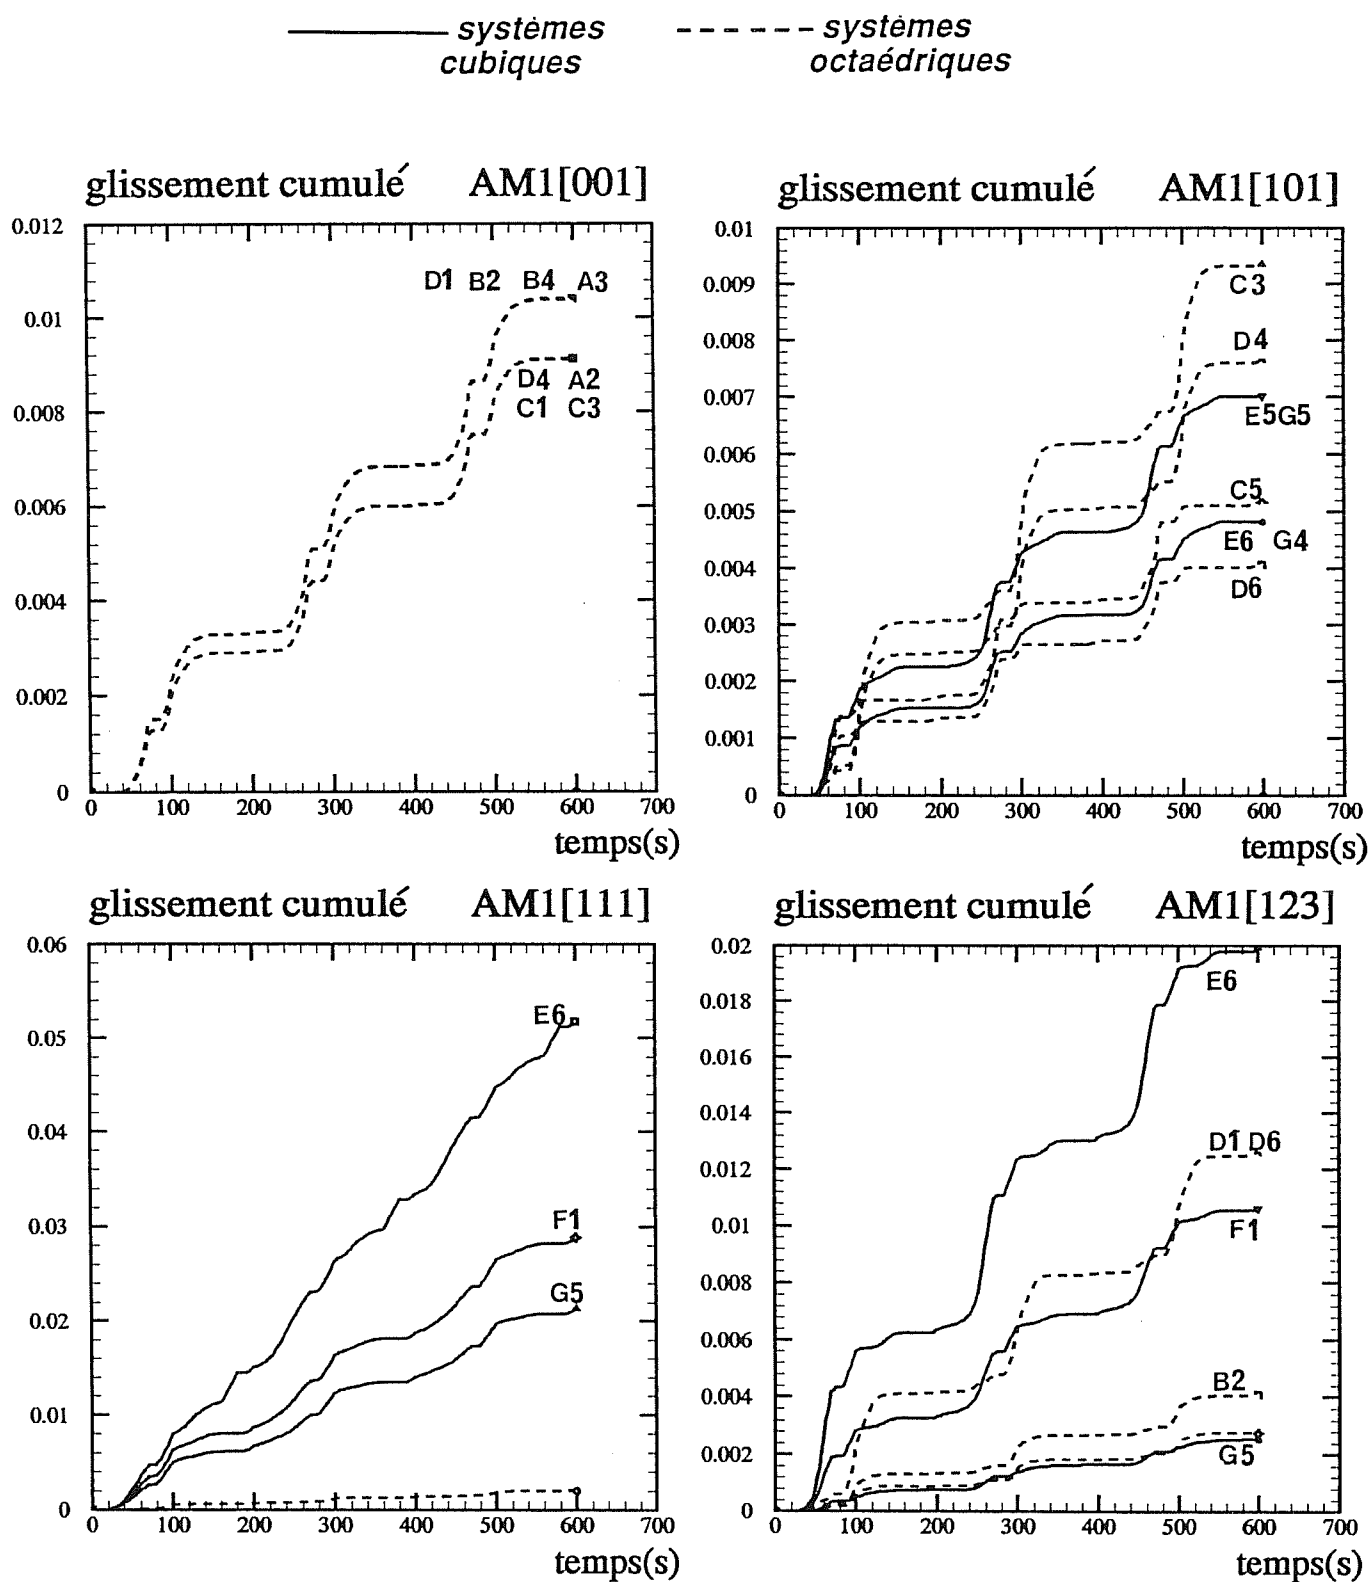 systèmes cubiques
systèmes octaédriques
glissement cumulé AM1[001]
0.012
0.01
0.008
0.006
0.004
0.002
0
D1 B2 B4 A3
D4 A2
C1 C3
0 100 200 300 400 500 600 700
temps(s)
glissement cumulé AM1[101]
0.01
0.009
0.008
0.007
0.006
0.005
0.004
0.003
0.002
0.001
0
C3
D4
E5G5
C5
E6 G4
D6
0 100 200 300 400 500 600 700
temps(s)
glissement cumulé AM1[111]
0.06
0.05
0.04
0.03
0.02
0.01
0
E6
F1
G5
0 100 200 300 400 500 600 700
temps(s)
glissement cumulé AM1[123]
0.02
0.018
0.016
0.014
0.012
0.01
0.008
0.006
0.004
0.002
0
E6
D1 D6
F1
B2
G5
0 100 200 300 400 500 600 700
temps(s)